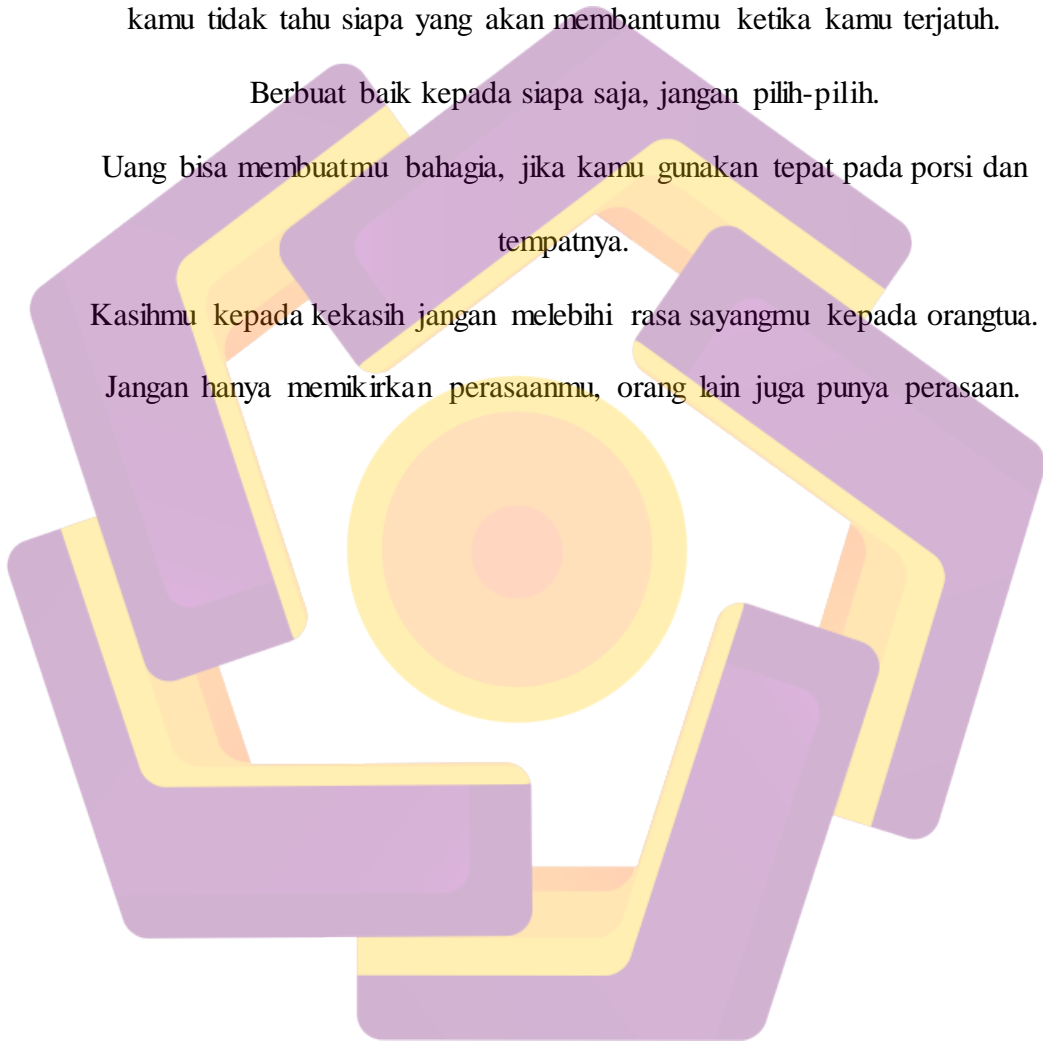 kamu tidak tahu siapa yang akan membantumu ketika kamu terjatuh.
Berbuat baik kepada siapa saja, jangan pilih-pilih.
Uang bisa membuatmu bahagia, jika kamu gunakan tepat pada porsi dan
tempatnya.
Kasihmu kepada kekasih jangan melebihi rasa sayangmu kepada orangtua.
Jangan hanya memikirkan perasaanmu, orang lain juga punya perasaan.